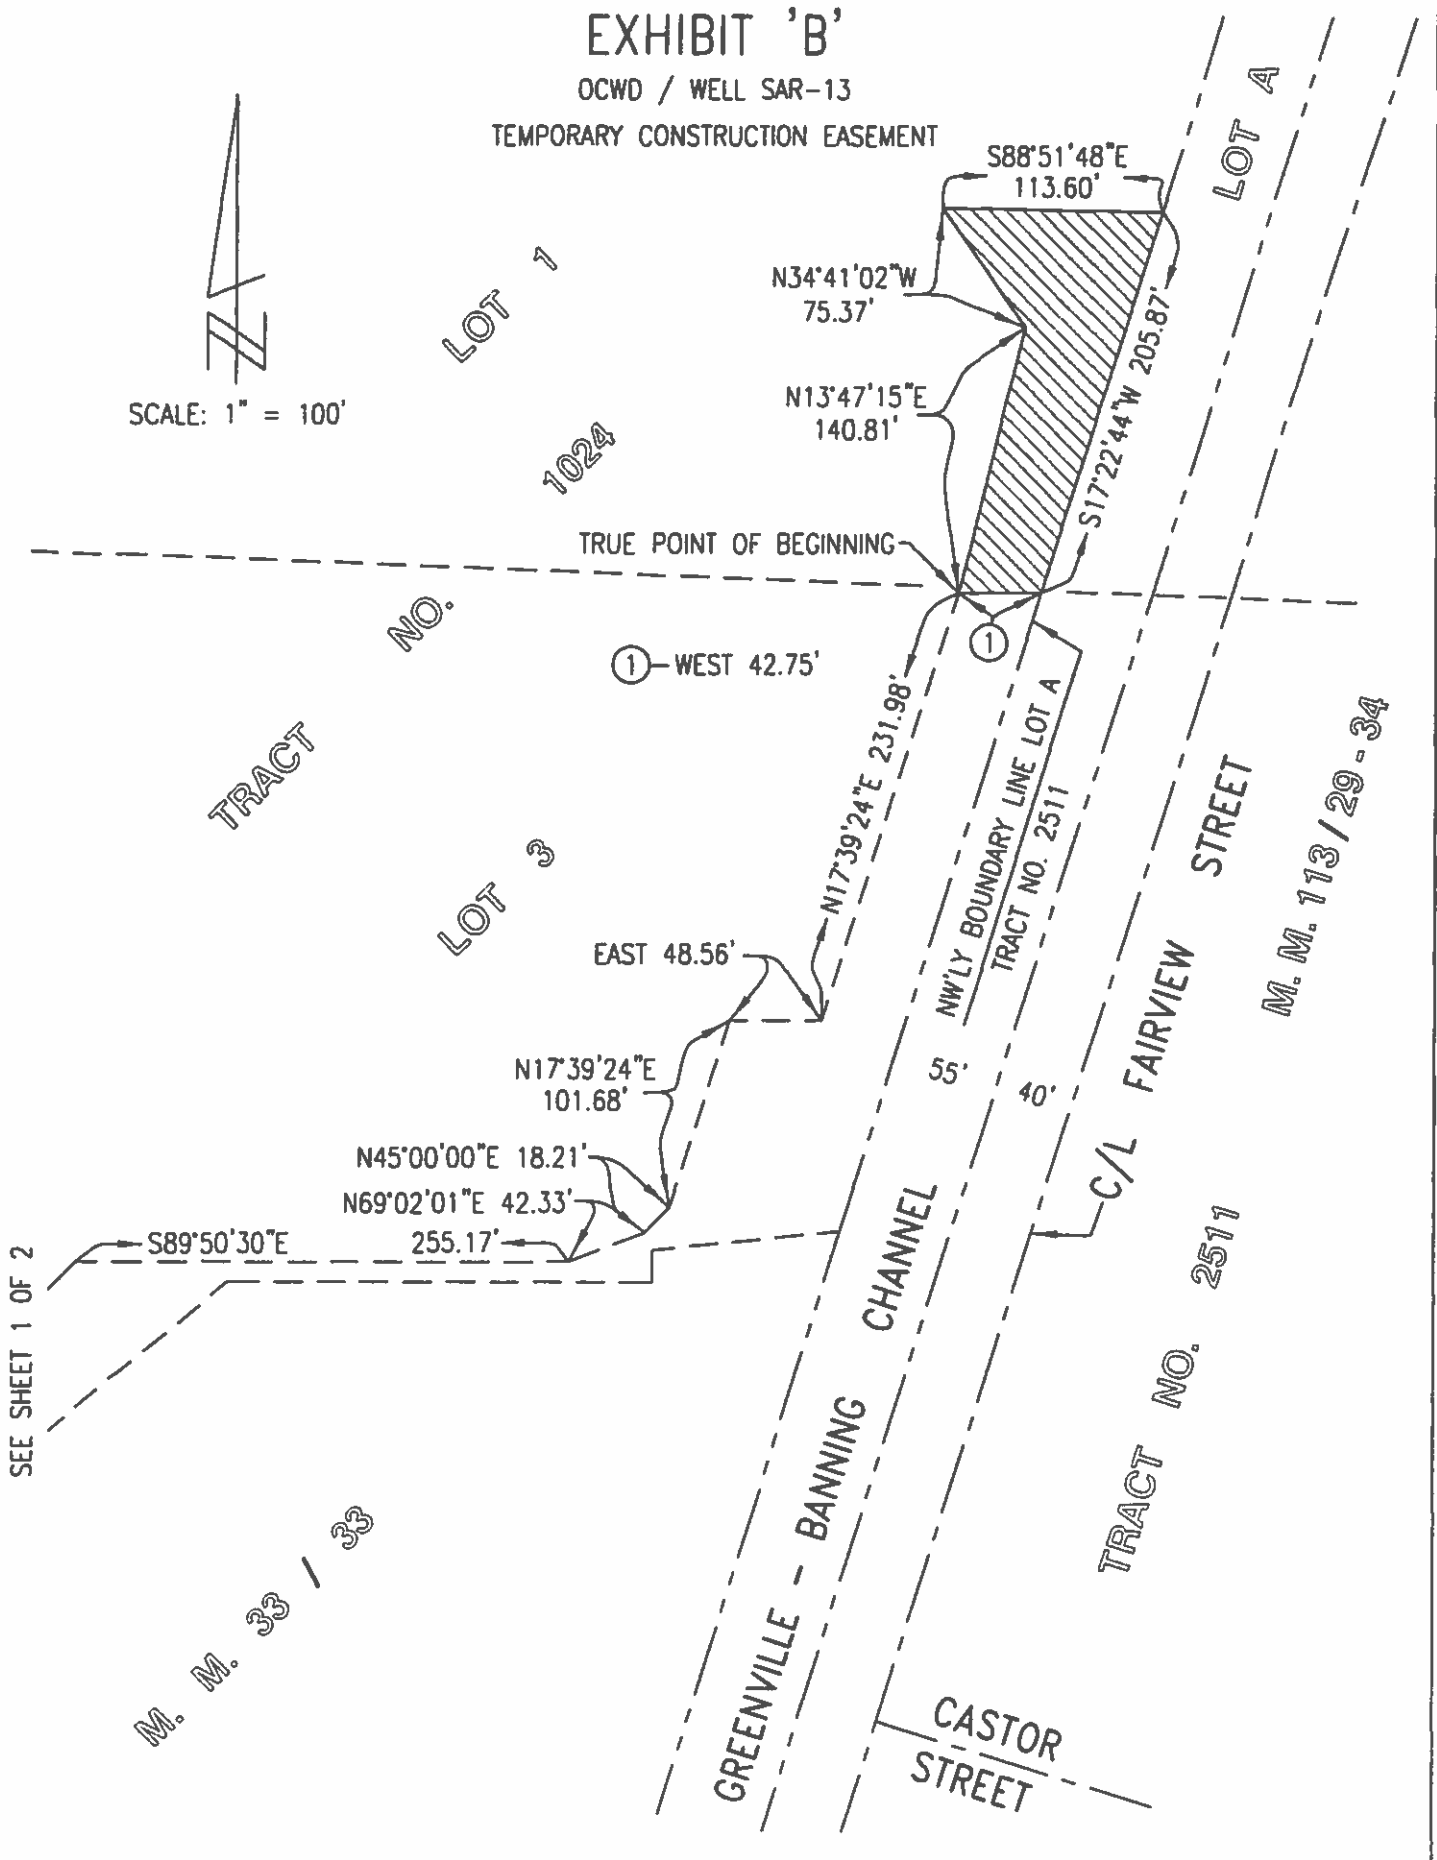 EXHIBIT 'B'
OCWD / WELL SAR-13
TEMPORARY CONSTRUCTION EASEMENT
LOT A
S88°51'48"E
113.60'
N34°41'02"W
75.37'
S17°22'44"W 205.87'
N13°47'15"E
140.81'
LOT 1
N
SCALE: 1" = 100'
1024
TRUE POINT OF BEGINNING
NO.
1
1 - WEST 42.75'
TRACT
N17°39'24"E 231.98'
NW'LY BOUNDARY LINE LOT A
TRACT NO. 2511
LOT 3
EAST 48.56'
N17°39'24"E
101.68'
55'
40'
C/L FAIRVIEW STREET
M. M. 113 / 29 - 34
N45°00'00"E 18.21'
N69°02'01"E 42.33'
S89°50'30"E 255.17'
SEE SHEET 1 OF 2
GREENVILLE - BANNING CHANNEL
TRACT NO. 2511
M. M. 33 / 33
CASTOR
STREET